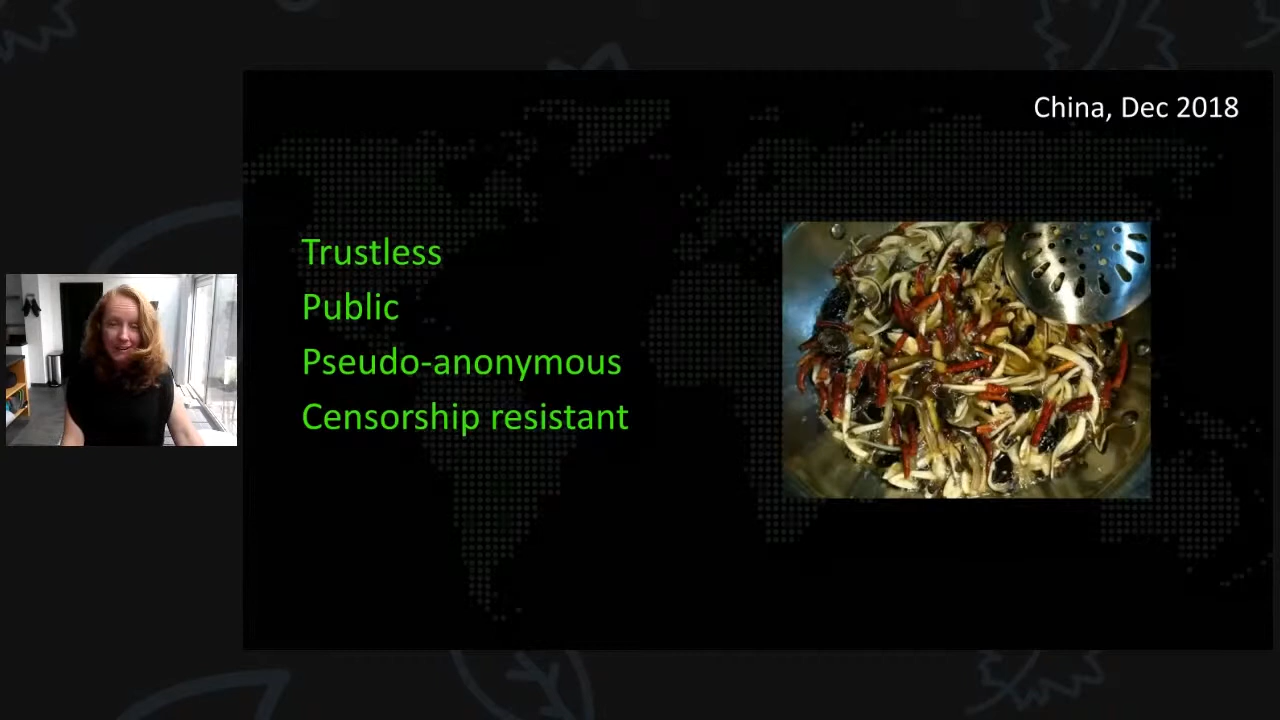 China, Dec 2018
Trustless
Public
Pseudo-anonymous
Censorship resistant